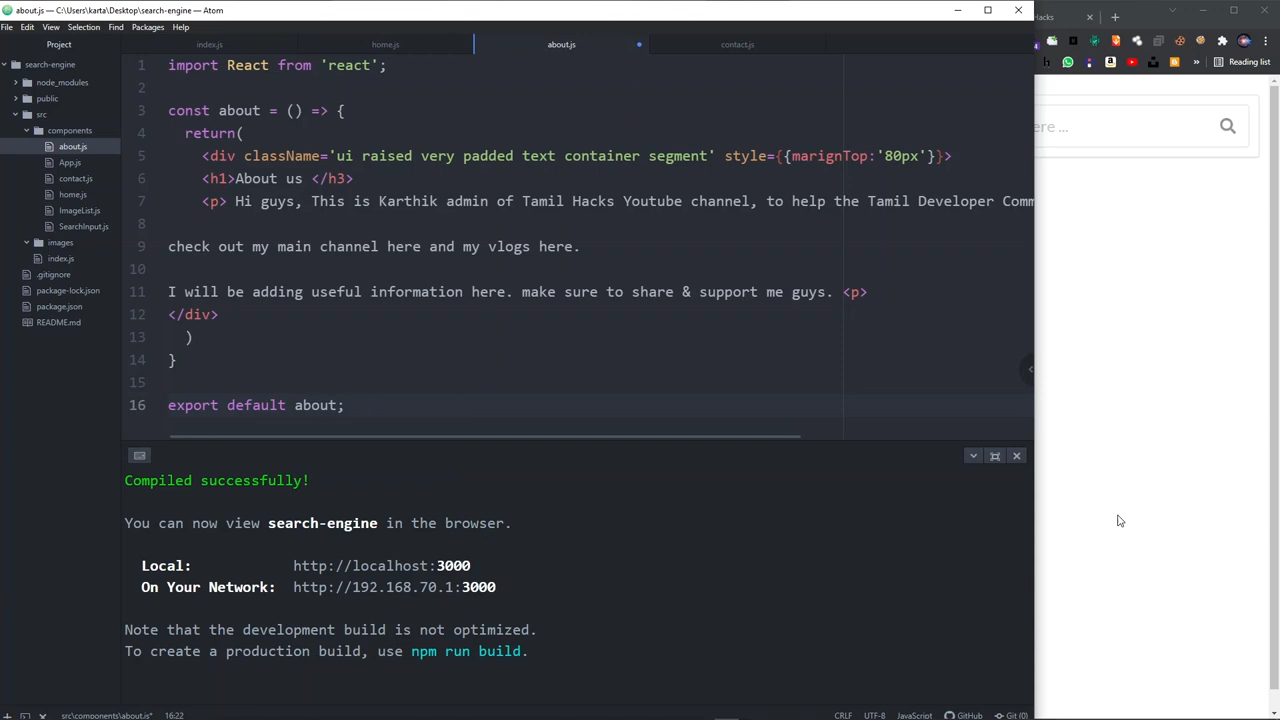 about.js — C:\Users\karta\Desktop\search-engine — Atom
File Edit View Selection Find Packages Help
Project
search-engine
node_modules
public
src
components
about.js
App.js
contact.js
home.js
ImageList.js
SearchInput.js
images
index.js
.gitignore
package-lock.json
package.json
README.md
index.js home.js about.js contact.js
1 import React from 'react';
2
3 const about = () => {
4 return(
5 <div className='ui raised very padded text container segment' style={{marignTop:'80px'}}>
6 <h1>About us </h3>
7 <p> Hi guys, This is Karthik admin of Tamil Hacks Youtube channel, to help the Tamil Developer Com
8
9 check out my main channel here and my vlogs here.
10
11 I will be adding useful information here. make sure to share & support me guys. <p>
12 </div>
13 )
14 }
15
16 export default about;
Compiled successfully!
You can now view search-engine in the browser.
Local: http://localhost:3000
On Your Network: http://192.168.70.1:3000
Note that the development build is not optimized.
To create a production build, use npm run build.
src\components\about.js* 16:22 CRLF UTF-8 JavaScript GitHub Git (0)
Hacks
Reading list
ere ...